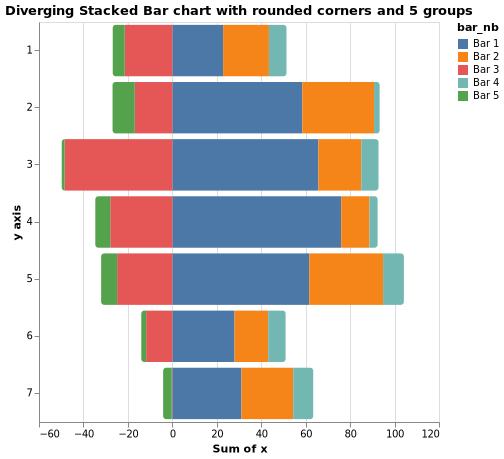 Diverging Stacked Bar chart with rounded corners and 5 groups
bar_nb
Bar 1
Bar 2
Bar 3
Bar 4
Bar 5
y axis
1
2
3
4
5
6
7
−60 −40 −20 0 20 40 60 80 100 120
Sum of x